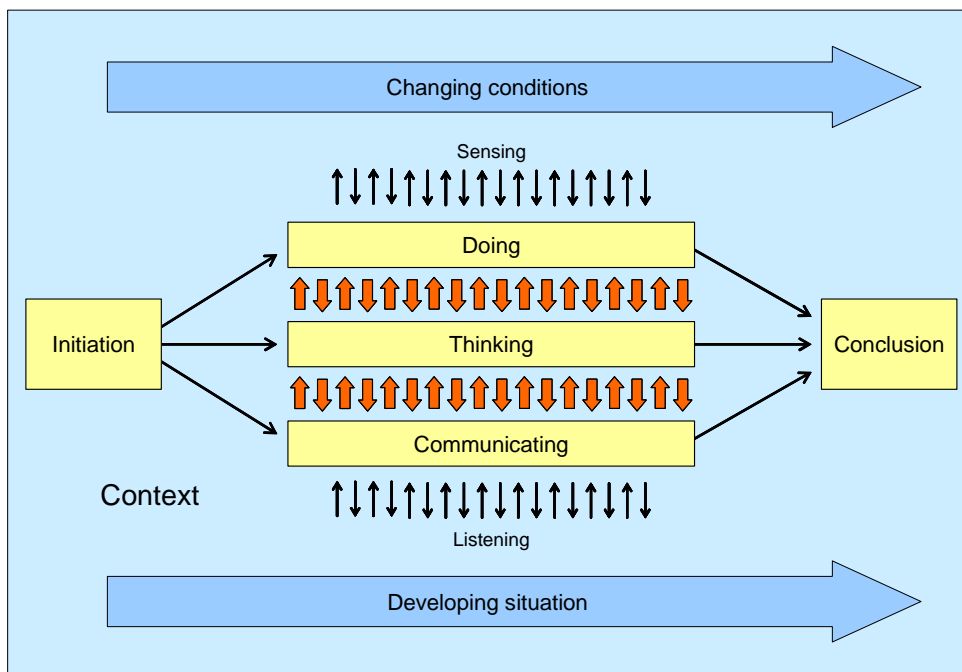 Changing conditions
Sensing
Doing
Initiation
Thinking
Conclusion
Communicating
Context
Listening
Developing situation